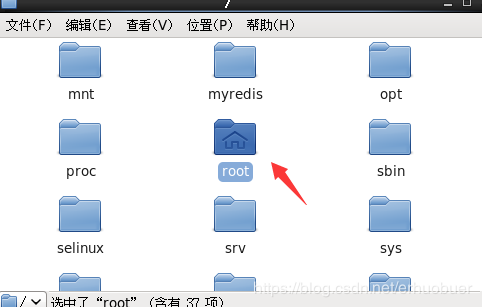 /
文件(F) 编辑(E) 查看(V) 位置(P) 帮助(H)
mnt myredis opt
proc root sbin
selinux srv sys
https://blog.csdn.net/erhuobuer
/ 选中了“root” (含有 37 项)